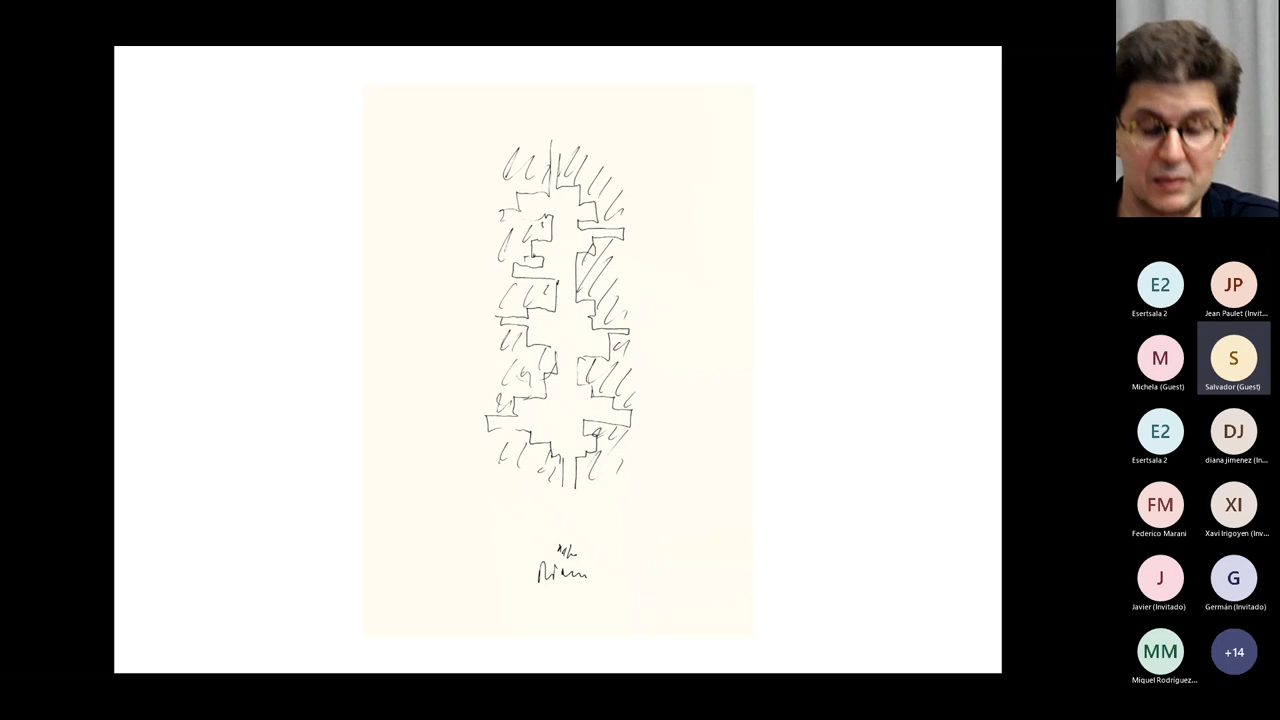 E2
Esertsala 2
JP
Jean Paulet (Invit...
M
Michela (Guest)
S
Salvador (Guest)
E2
Esertsala 2
DJ
diana jimenez (In...
FM
Federico Marani
XI
Xavi Irigoyen (Inv...
J
Javier (Invitado)
G
Germán (Invitado)
MM
Miquel Rodríguez...
+14